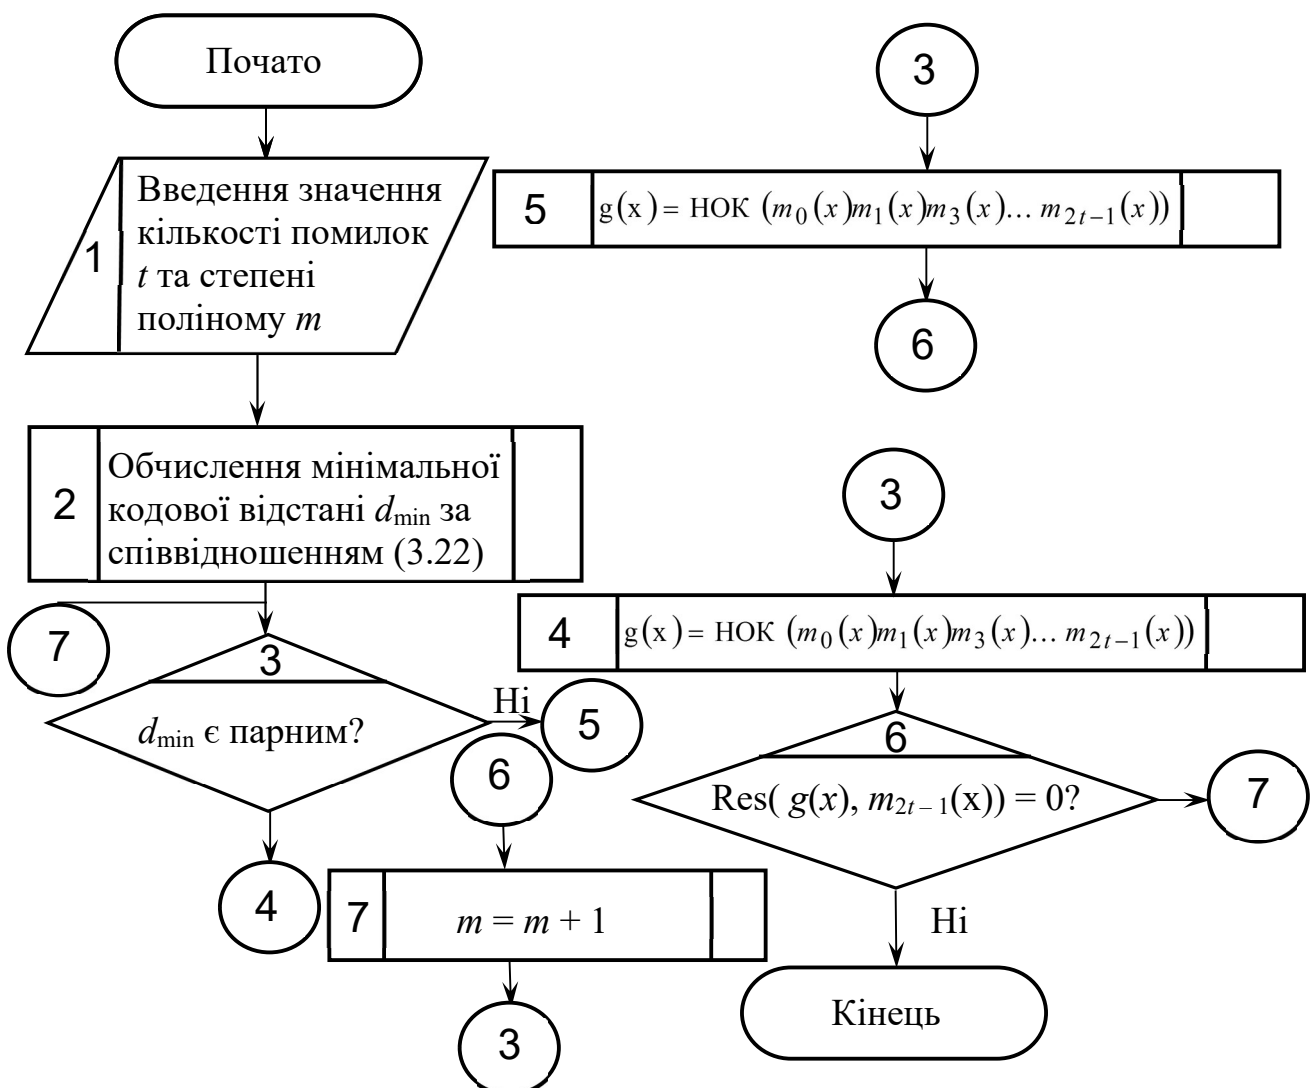 Почато
1
Введення значення
кількості помилок
t та степені
поліному m
2
Обчислення мінімальної
кодової відстані dmin за
співвідношенням (3.22)
7
3
dmin є парним?
Ні
5
4
6
7
m = m + 1
3
3
5
g(x) = НОК (m0(x)m1(x)m3(x)… m2t−1(x))
6
3
4
g(x) = НОК (m0(x)m1(x)m3(x)… m2t−1(x))
6
Res( g(x), m2t – 1(x)) = 0?
7
Ні
Кінець